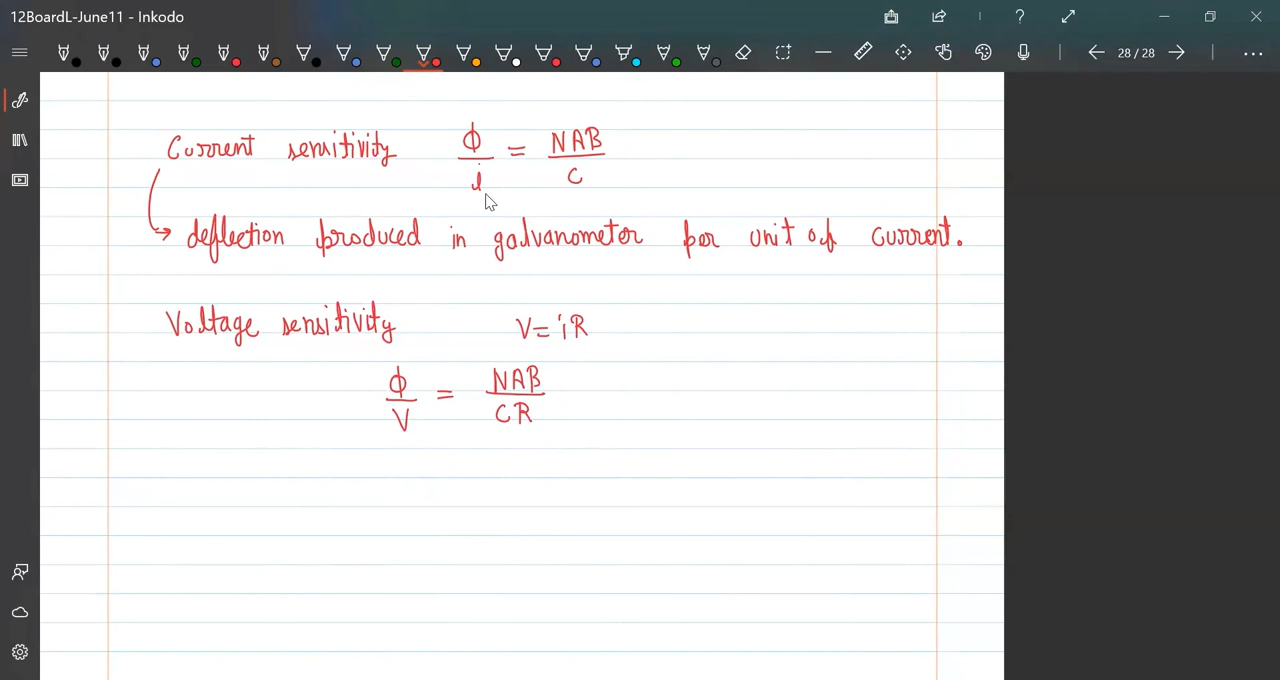 12BoardL-June11 - Inkodo
28 / 28
Current sensitivity ϕ/i = NAB/C
deflection produced in galvanometer per unit of current.
Voltage sensitivity V = iR
ϕ/V = NAB/CR